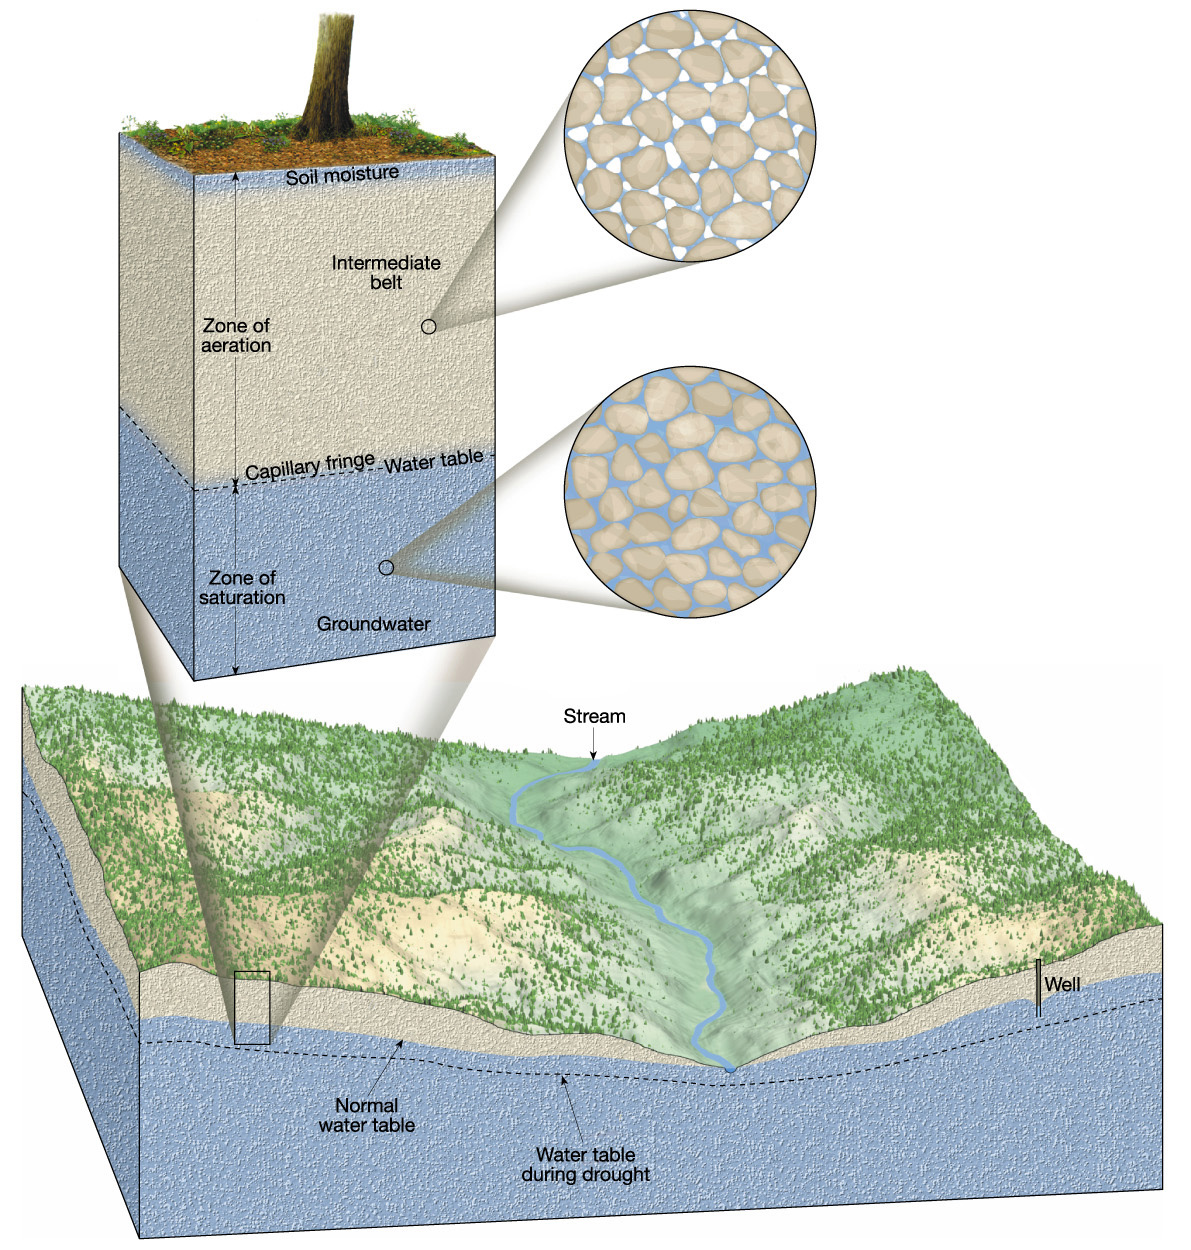 Soil moisture
Intermediate
belt
Zone of
aeration
Capillary fringe
Water table
Zone of
saturation
Groundwater
Stream
Well
Normal
water table
Water table
during drought